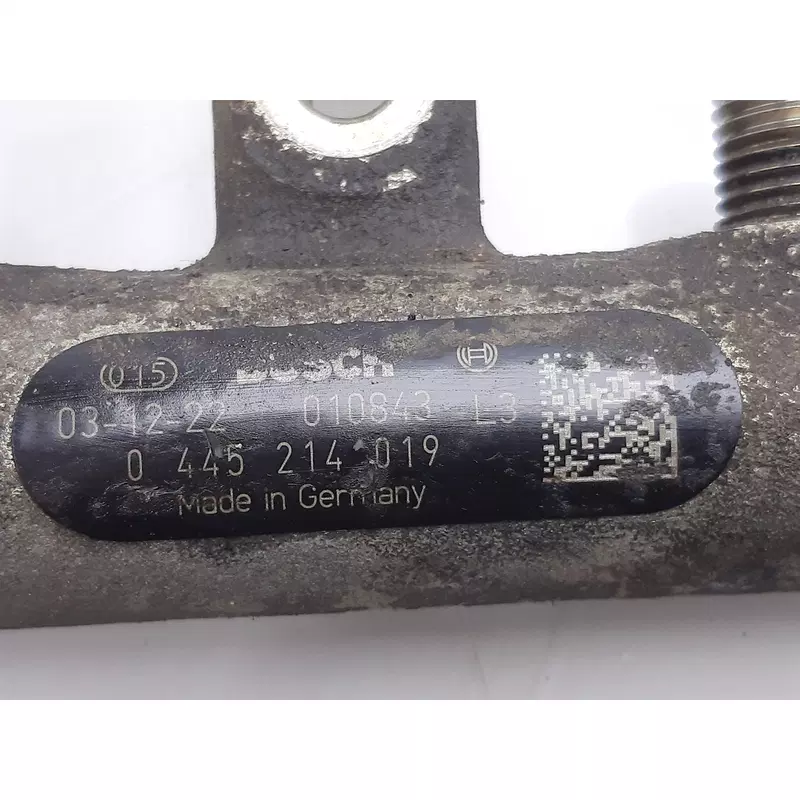 015 BOSCH
03-12-22 010843 L3
0 445 214 019
Made in Germany